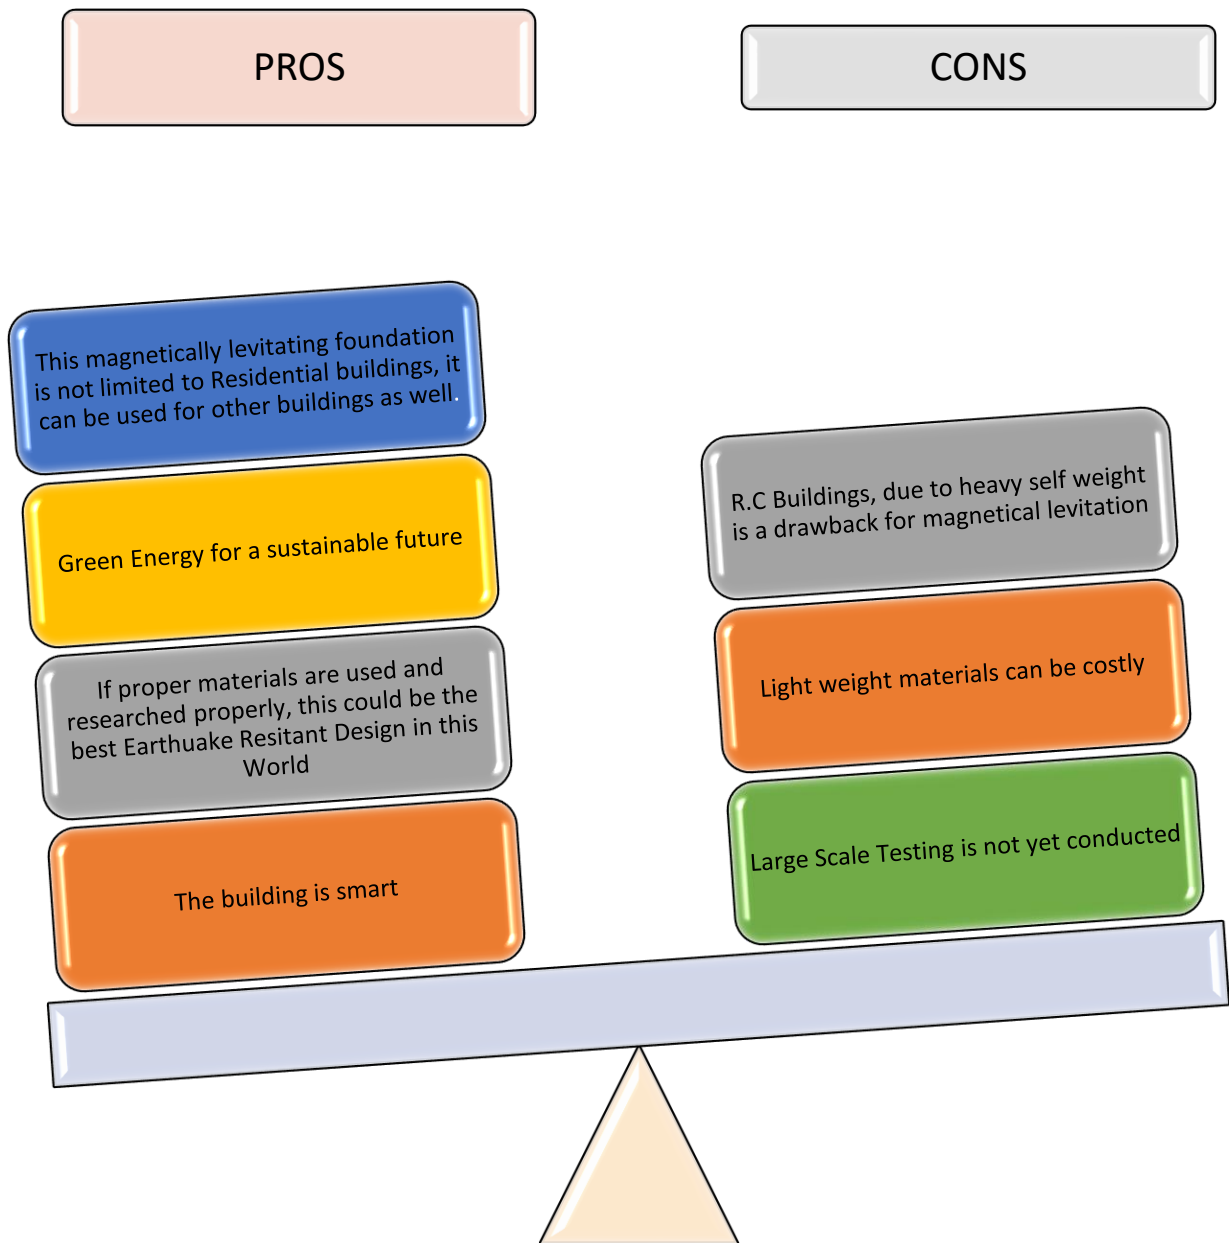 PROS
CONS
This magnetically levitating foundation
is not limited to Residential buildings, it
can be used for other buildings as well.
Green Energy for a sustainable future
If proper materials are used and
researched properly, this could be the
best Earthuake Resitant Design in this
World
The building is smart
R.C Buildings, due to heavy self weight
is a drawback for magnetical levitation
Light weight materials can be costly
Large Scale Testing is not yet conducted